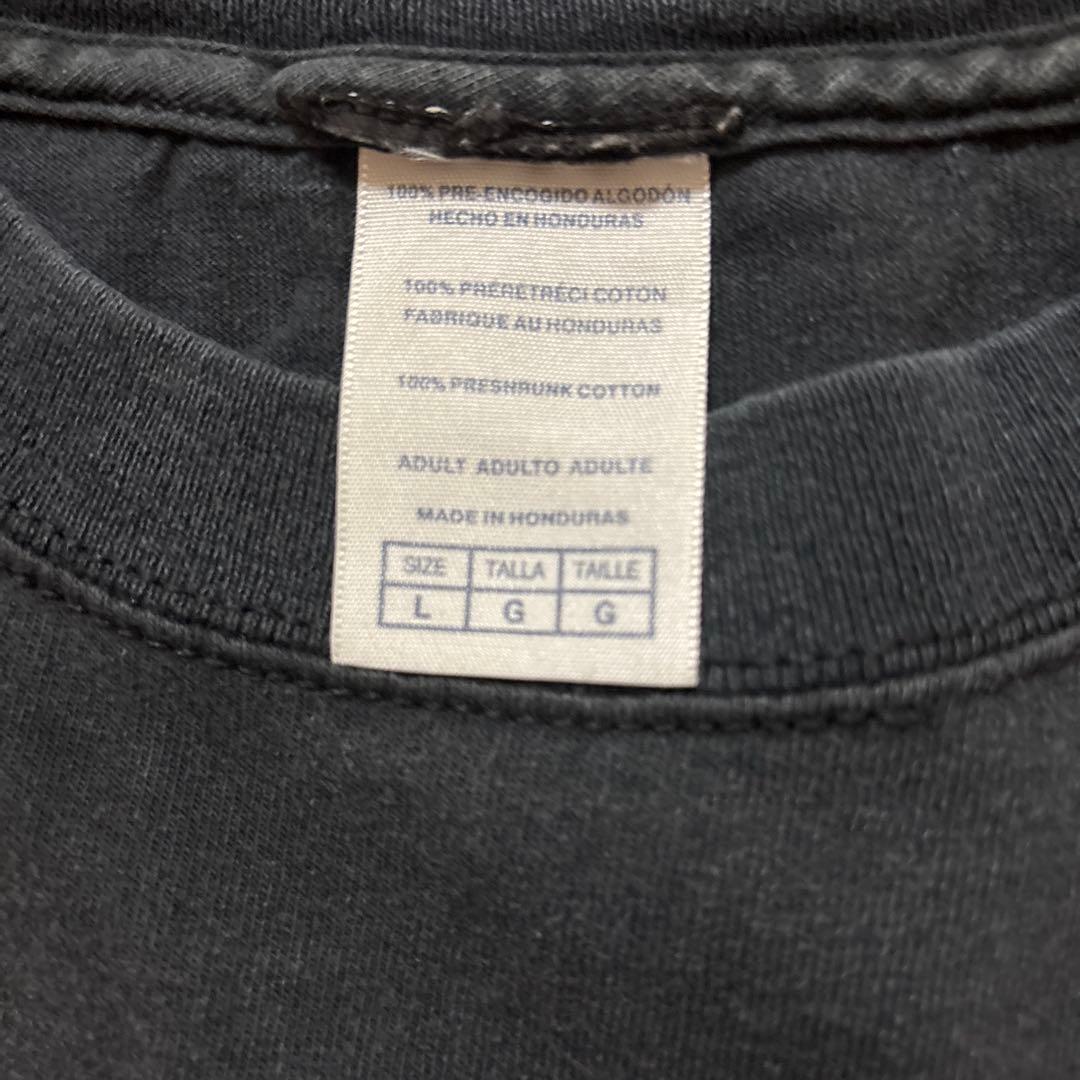 100% PRE-ENCOGIDO ALGODÓN
HECHO EN HONDURAS
100% PRÉRETRÉCI COTON
FABRIQUE AU HONDURAS
100% PRESHRUNK COTTON
ADULT ADULTO ADULTE
MADE IN HONDURAS
SIZE TALLA TAILLE
L G G